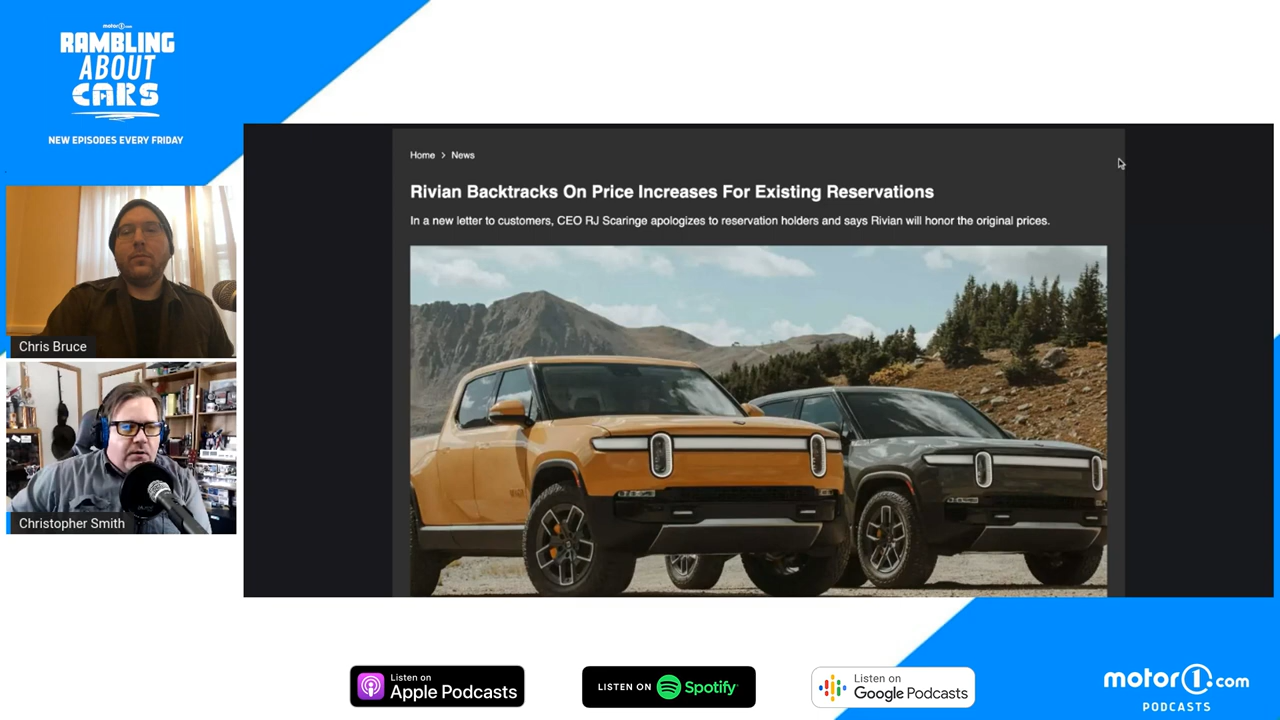 motor1.com
RAMBLING
ABOUT
CARS
NEW EPISODES EVERY FRIDAY
Chris Bruce
Christopher Smith
Home > News
Rivian Backtracks On Price Increases For Existing Reservations
In a new letter to customers, CEO RJ Scaringe apologizes to reservation holders and says Rivian will honor the original prices.
Listen on
Apple Podcasts
LISTEN ON Spotify
Listen on
Google Podcasts
motor1.com
PODCASTS